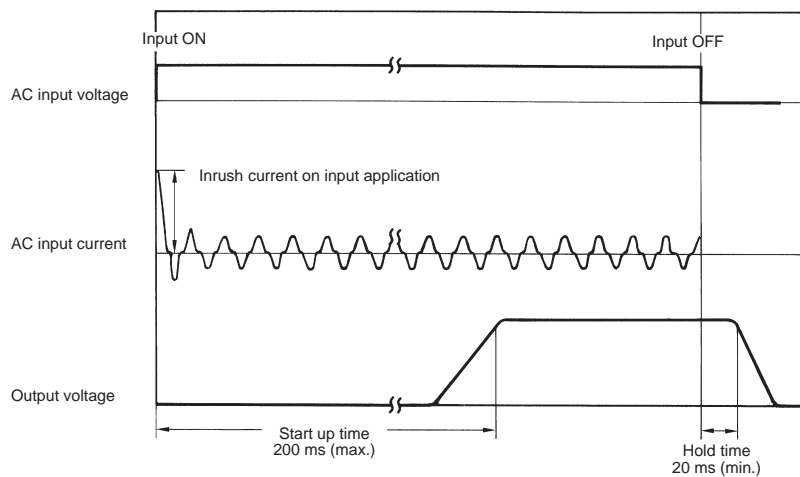 Input ON
Input OFF
AC input voltage
Inrush current on input application
AC input current
Output voltage
Start up time
200 ms (max.)
Hold time
20 ms (min.)